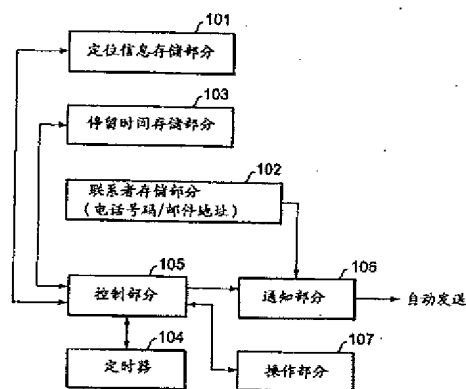 101
定位信息存储部分
103
停留时间存储部分
102
联系者存储部分
(电话号码/邮件地址)
105
控制部分
106
通知部分
自动发送
104
定时器
107
操作部分